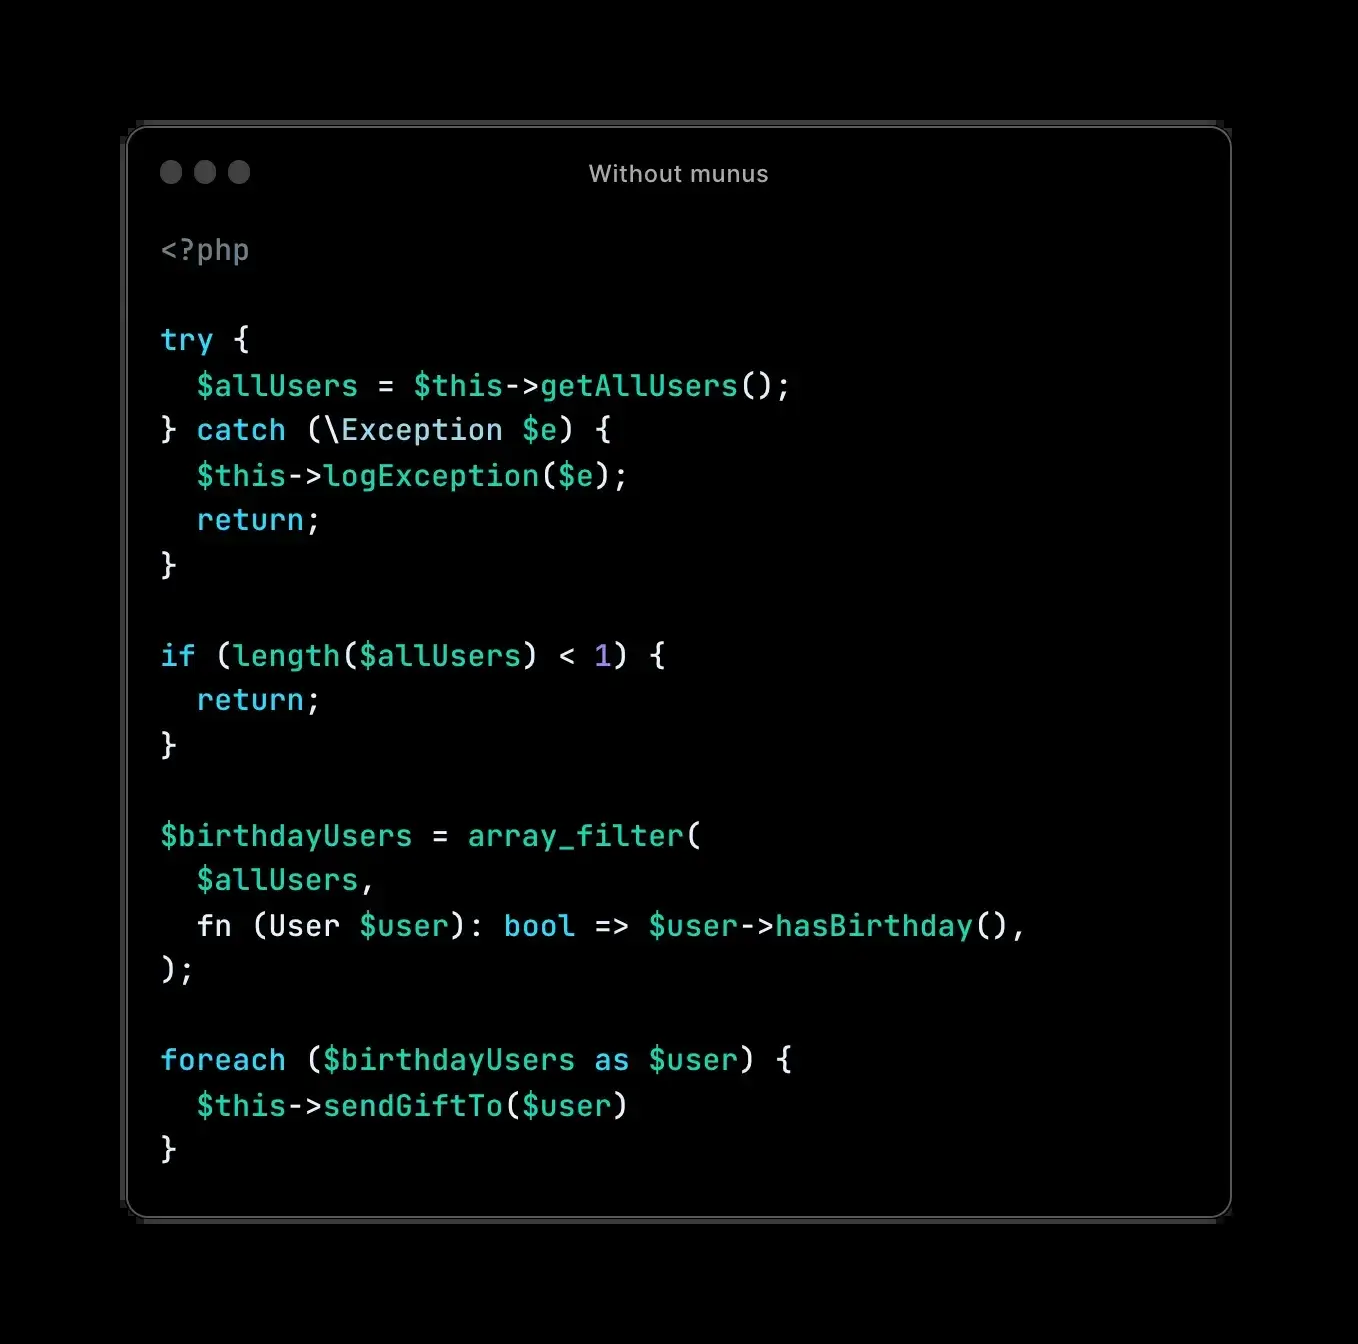 Without munus
<?php
try {
  $allUsers = $this->getAllUsers();
} catch (\Exception $e) {
  $this->logException($e);
  return;
}
if (length($allUsers) < 1) {
  return;
}
$birthdayUsers = array_filter(
  $allUsers,
  fn (User $user): bool => $user->hasBirthday(),
);
foreach ($birthdayUsers as $user) {
  $this->sendGiftTo($user)
}